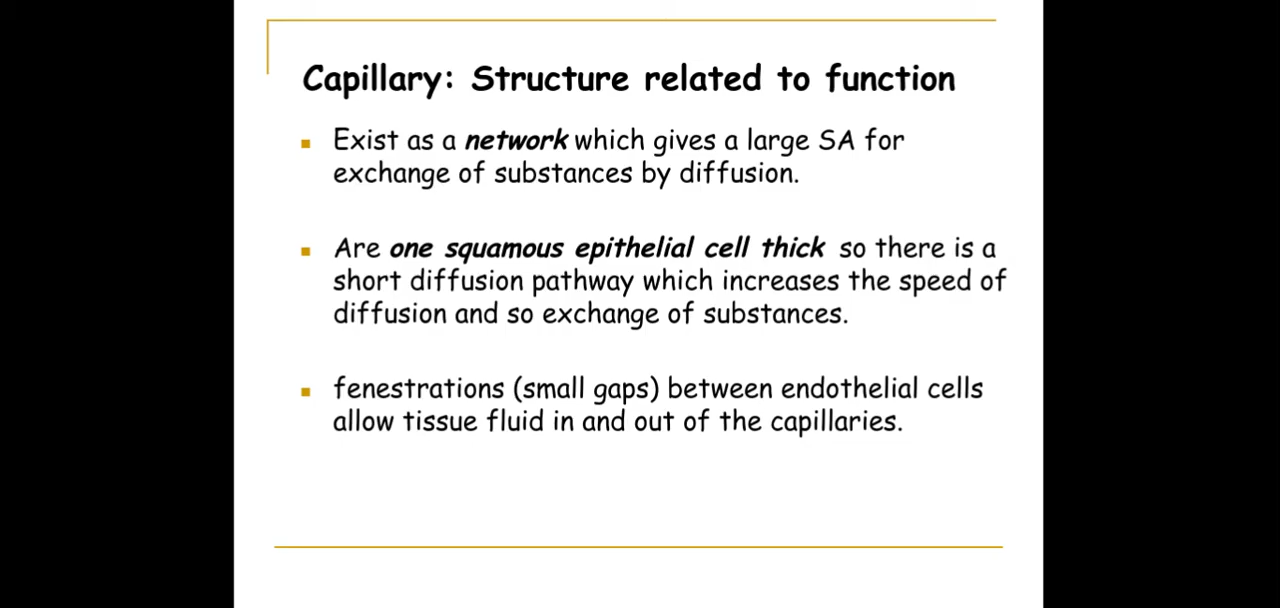 Capillary: Structure related to function
Exist as a network which gives a large SA for
exchange of substances by diffusion.
Are one squamous epithelial cell thick so there is a
short diffusion pathway which increases the speed of
diffusion and so exchange of substances.
fenestrations (small gaps) between endothelial cells
allow tissue fluid in and out of the capillaries.